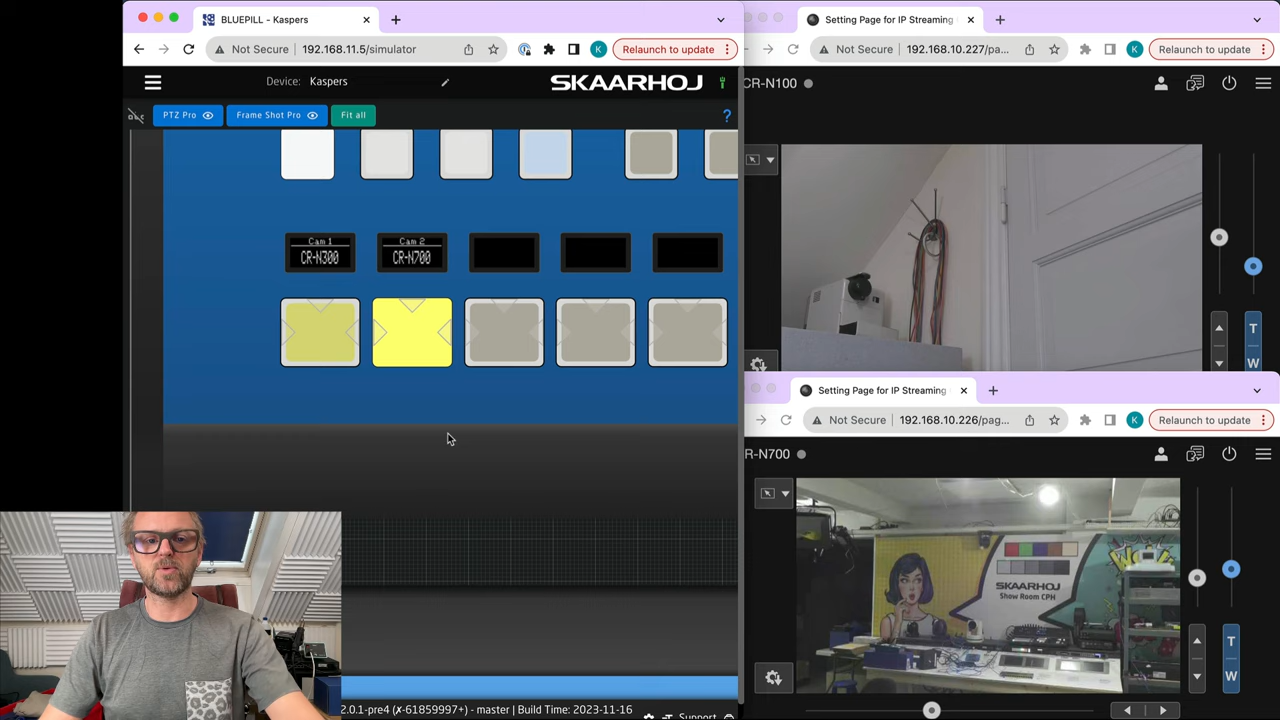 BLUEPILL - Kaspers
Not Secure 192.168.11.5/simulator
K Relaunch to update
Device: Kaspers
SKAARHOJ
PTZ Pro
Frame Shot Pro
Fit all
?
Cam 1
CR-N300
Cam 2
CR-N700
2.0.1-pre4 (✗-61859997+) - master | Build Time: 2023-11-16
Support
Setting Page for IP Streaming
Not Secure 192.168.10.227/pa...
K Relaunch to update
CR-N100
T
W
Setting Page for IP Streaming
Not Secure 192.168.10.226/pag...
K Relaunch to update
R-N700
SKAARHOJ
Show Room CPH
WOW
T
W